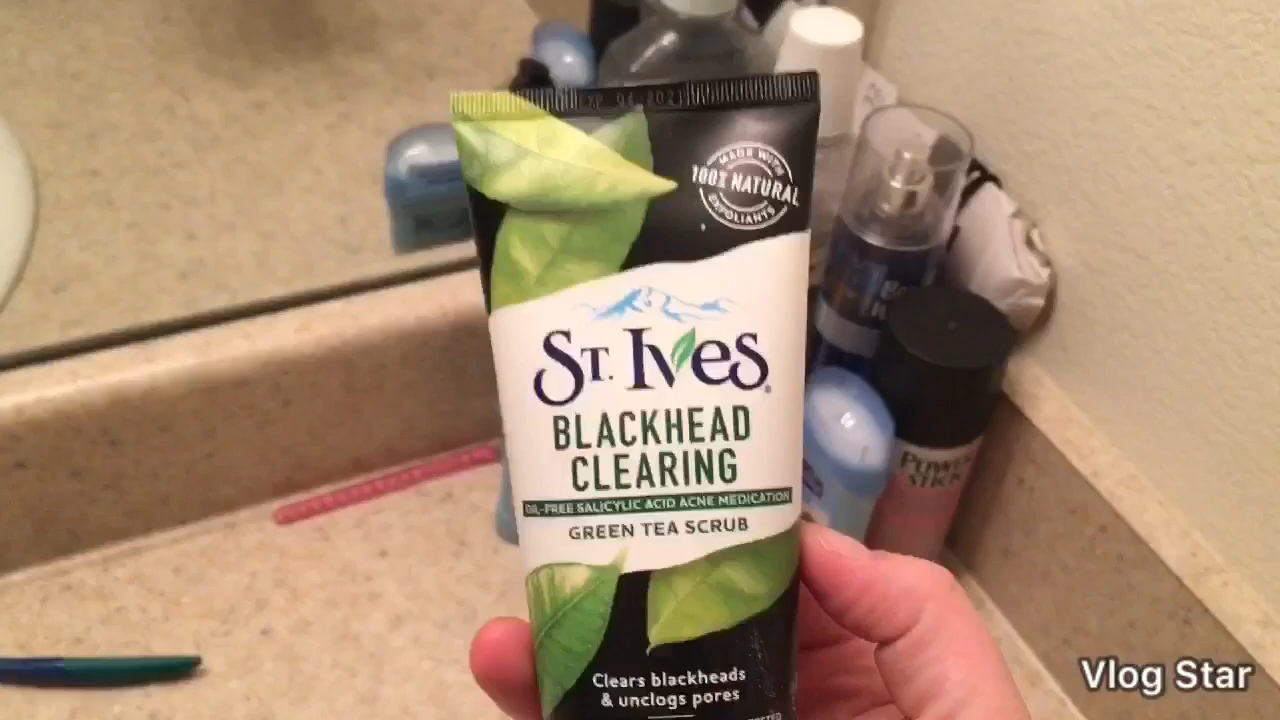 MADE WITH
100% NATURAL
EXFOLIANTS
ST. IVES
BLACKHEAD
CLEARING
OIL-FREE SALICYLIC ACID ACNE MEDICATION
GREEN TEA SCRUB
Clears blackheads
& unclogs pores
POWER
STICK
Vlog Star